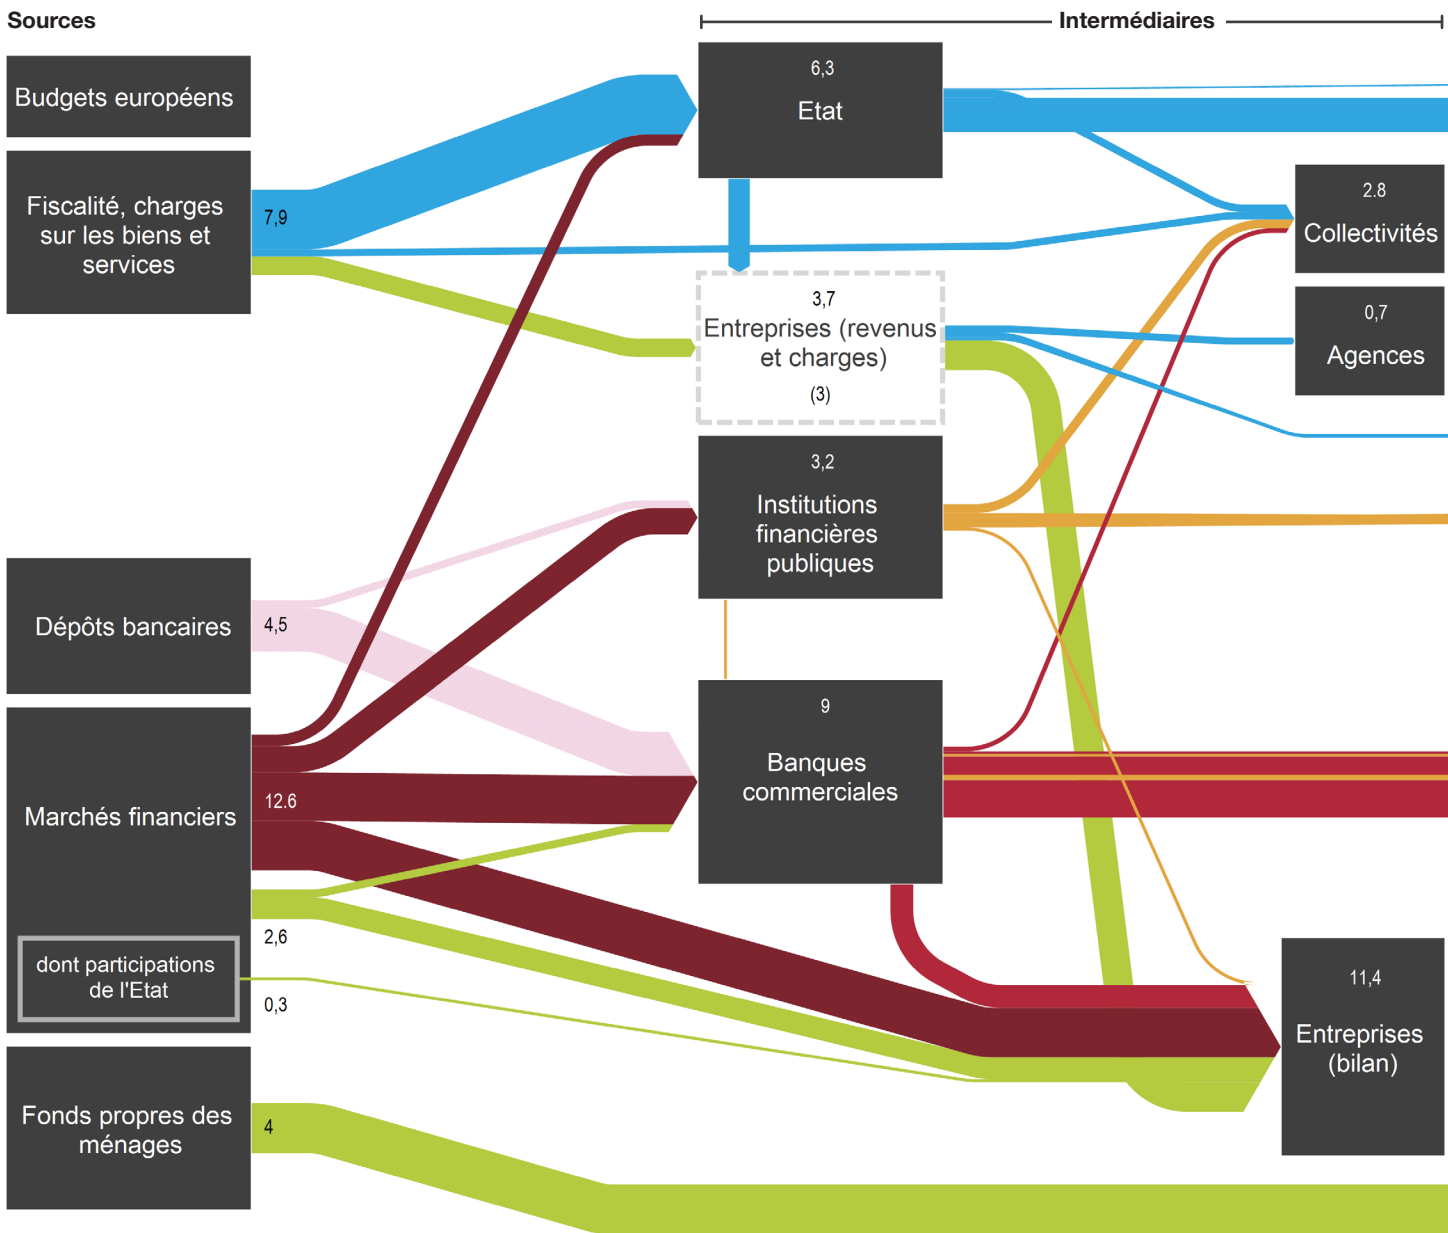 Sources
Intermédiaires
Budgets européens
Fiscalité, charges
sur les biens et
services
7,9
Dépôts bancaires
4,5
Marchés financiers
12.6
2,6
dont participations
de l'Etat
0,3
Fonds propres des
ménages
4
6,3
Etat
3,7
Entreprises (revenus
et charges)
(3)
3,2
Institutions
financières
publiques
9
Banques
commerciales
2.8
Collectivités
0,7
Agences
11,4
Entreprises
(bilan)